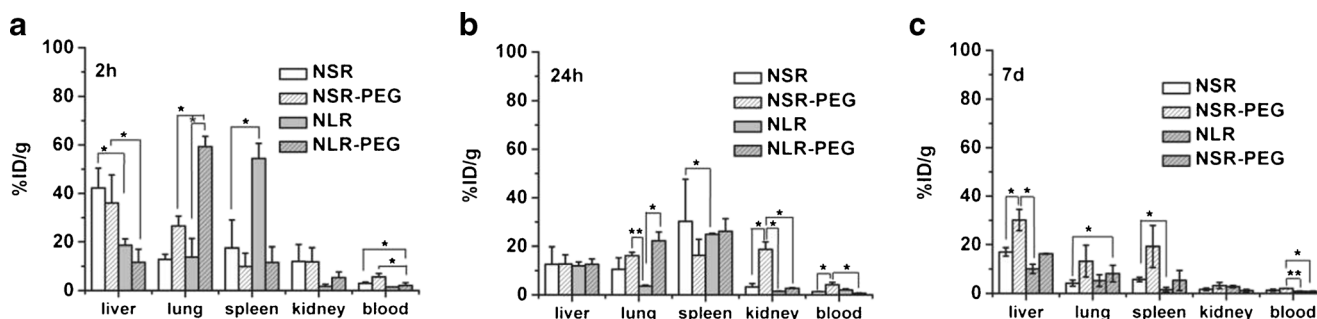 a
2h
%ID/g
100
80
60
40
20
0
liver lung spleen kidney blood
NSR
NSR-PEG
NLR
NLR-PEG
* * * * * * *
b
24h
%ID/g
100
80
60
40
20
0
liver lung spleen kidney blood
NSR
NSR-PEG
NLR
NLR-PEG
** * * * * * * *
c
7d
%ID/g
100
80
60
40
20
0
liver lung spleen kidney blood
NSR
NSR-PEG
NLR
NSR-PEG
* * * * * **